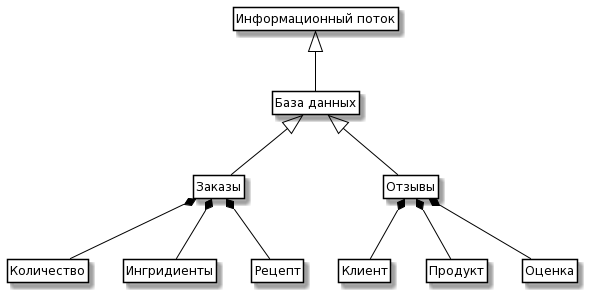 Информационный поток
База данных
Заказы
Отзывы
Количество
Ингридиенты
Рецепт
Клиент
Продукт
Оценка